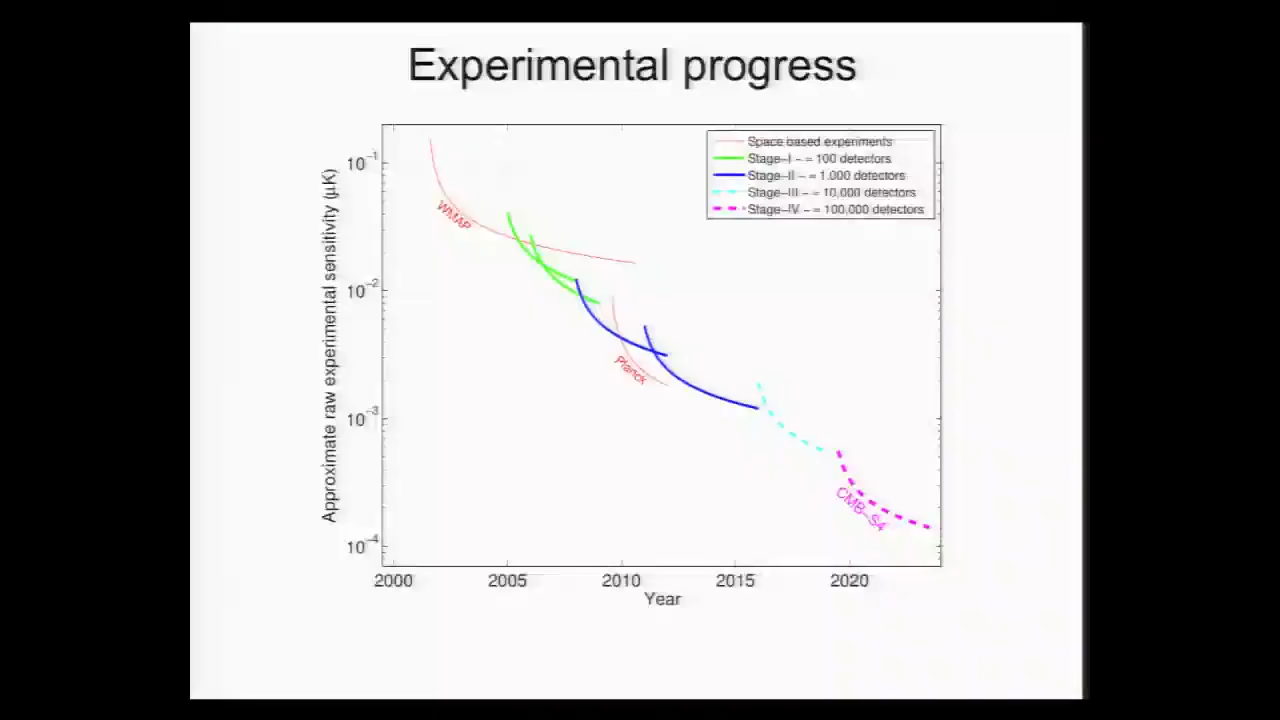 Experimental progress
Space based experiments
Stage-I - ≈ 100 detectors
Stage-II - ≈ 1,000 detectors
Stage-III - ≈ 10,000 detectors
Stage-IV - ≈ 100,000 detectors
Approximate raw experimental sensitivity (μK)
10⁻¹
10⁻²
10⁻³
10⁻⁴
WMAP
Planck
CMB-S4
2000 2005 2010 2015 2020
Year